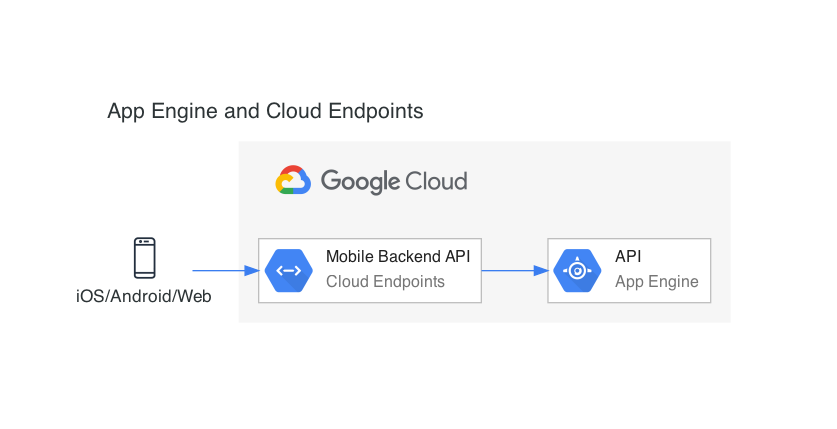 App Engine and Cloud Endpoints
Google Cloud
Mobile Backend API
Cloud Endpoints
API
App Engine
iOS/Android/Web